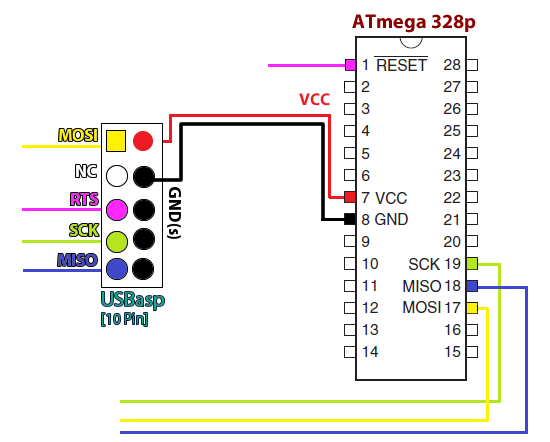 ATmega 328p
1 RESET 28
2 27
3 26
VCC
4 25
5 24
6 23
7 VCC 22
8 GND 21
9 20
10 SCK 19
11 MISO 18
12 MOSI 17
13 16
14 15
MOSI
NC
RTS
SCK
MISO
GND(s)
USBasp
[10 Pin]